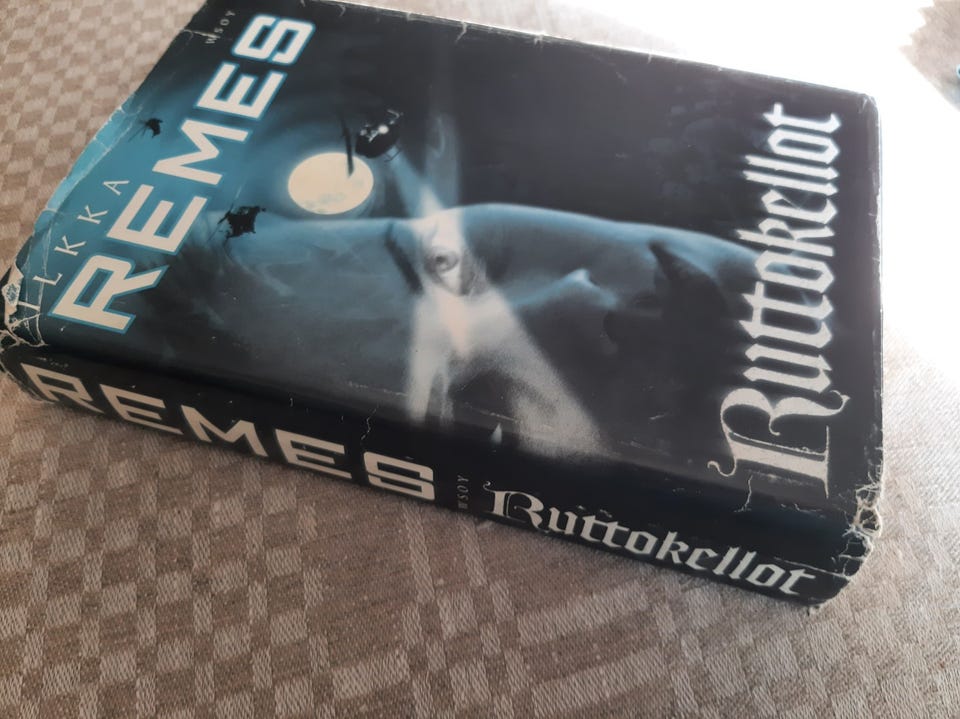 WSOY
ILKKA
REMES
Ruttokellot
REMES
WSOY
Ruttokellot